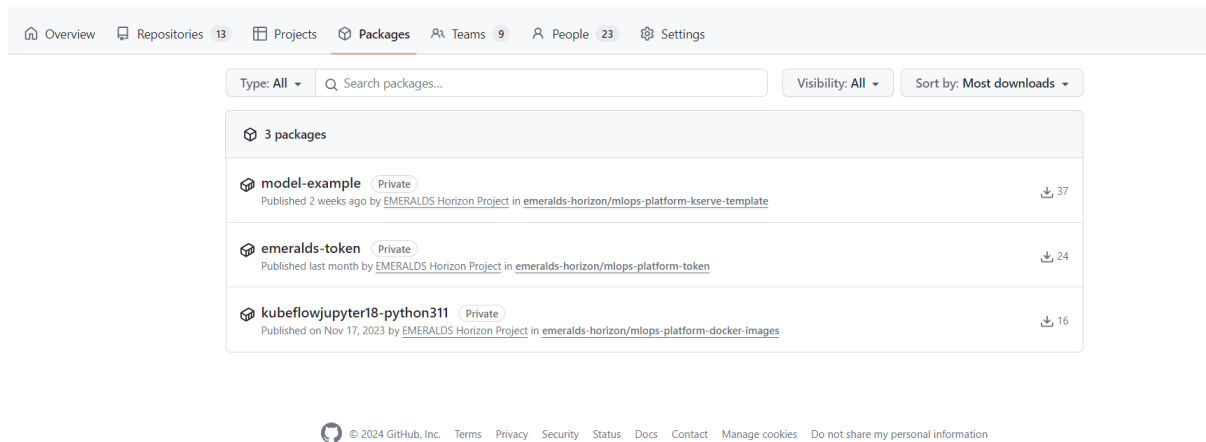 Overview Repositories 13 Projects Packages Teams 9 People 23 Settings
Type: All Search packages... Visibility: All Sort by: Most downloads
3 packages
model-example Private
Published 2 weeks ago by EMERALDS Horizon Project in emeralds-horizon/mlops-platform-kserve-template
37
emeralds-token Private
Published last month by EMERALDS Horizon Project in emeralds-horizon/mlops-platform-token
24
kubeflowjupyter18-python311 Private
Published on Nov 17, 2023 by EMERALDS Horizon Project in emeralds-horizon/mlops-platform-docker-images
16
© 2024 GitHub, Inc. Terms Privacy Security Status Docs Contact Manage cookies Do not share my personal information